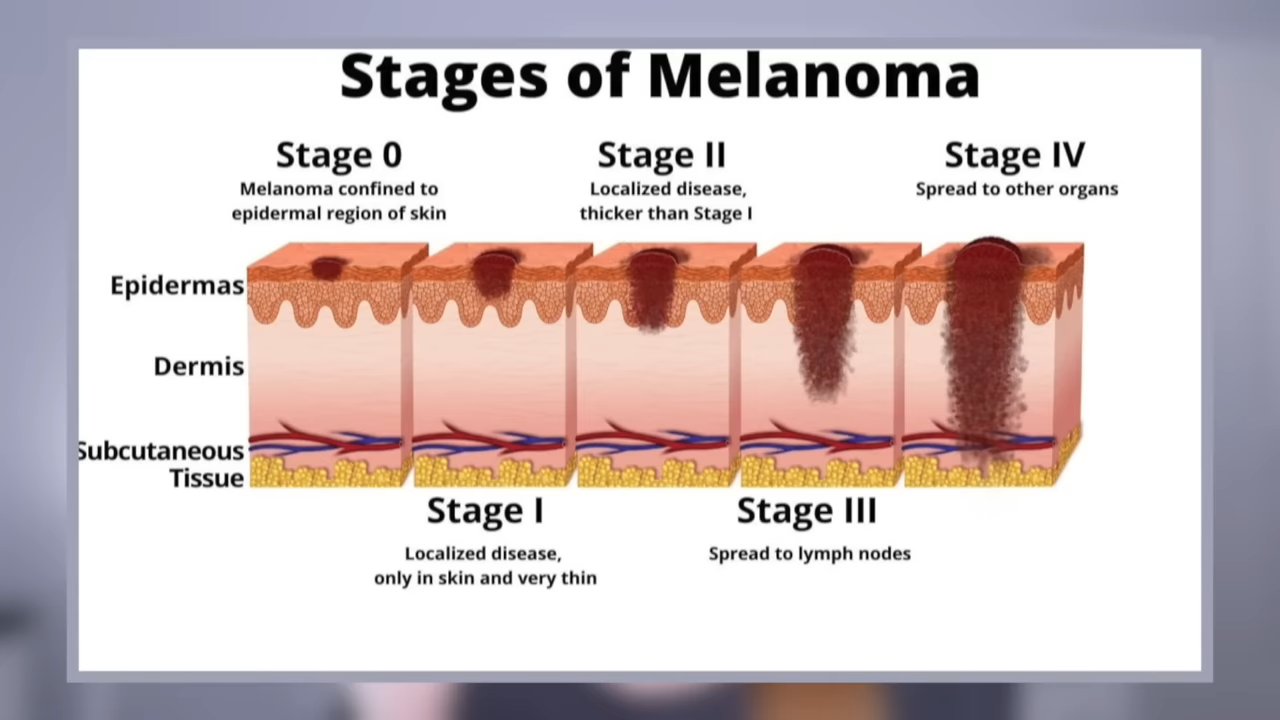 Stages of Melanoma
Stage 0
Melanoma confined to
epidermal region of skin
Stage II
Localized disease,
thicker than Stage I
Stage IV
Spread to other organs
Epidermas
Dermis
Subcutaneous
Tissue
Stage I
Localized disease,
only in skin and very thin
Stage III
Spread to lymph nodes